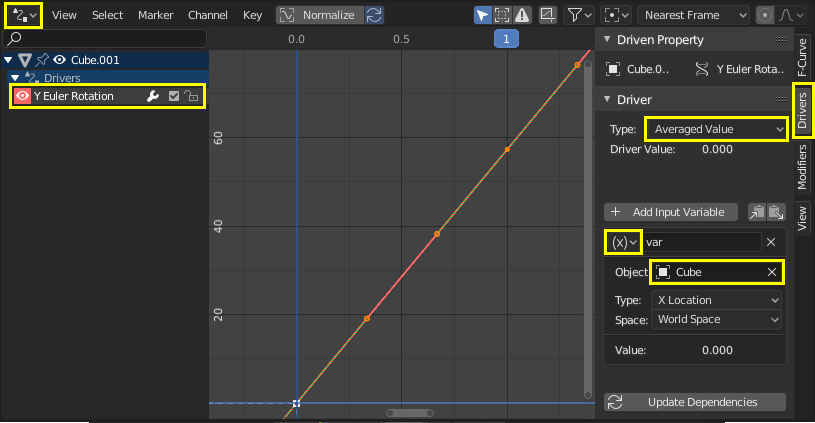 View Select Marker Channel Key Normalize Nearest Frame
0.0 0.5 1
Cube.001
Drivers
Y Euler Rotation
60
40
20
Driven Property
Cube.0.. Y Euler Rota..
Driver
Type: Averaged Value
Driver Value: 0.000
Add Input Variable
(x) var
Object Cube
Type: X Location
Space: World Space
Value: 0.000
Update Dependencies
F-Curve
Drivers
Modifiers
View